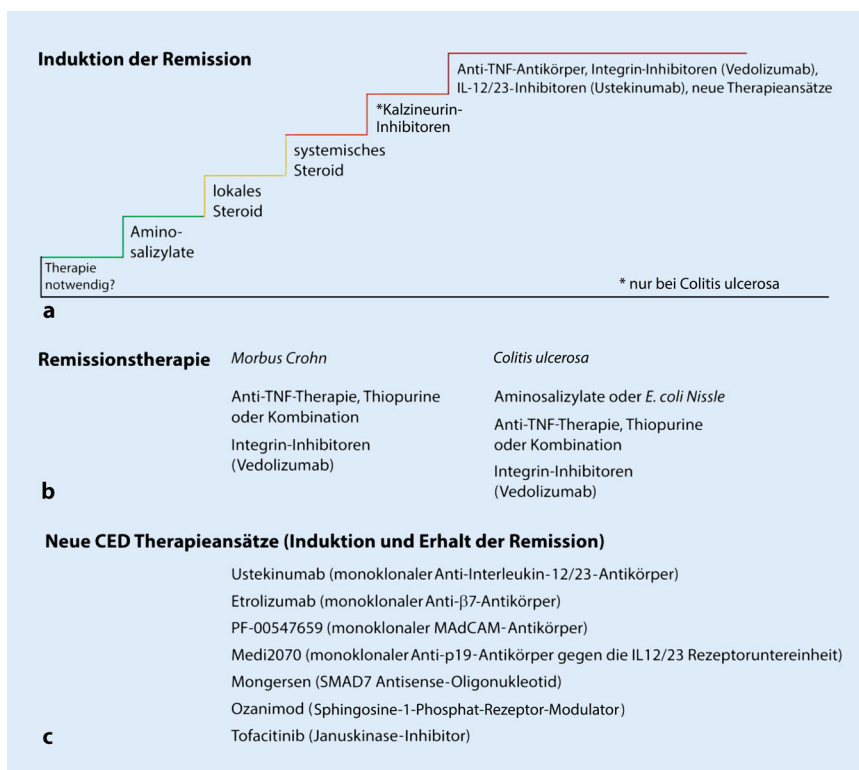 Induktion der Remission
Anti-TNF-Antikörper, Integrin-Inhibitoren (Vedolizumab),
IL-12/23-Inhibitoren (Ustekinumab), neue Therapieansätze
*Kalzineurin-
Inhibitoren
systemisches
Steroid
lokales
Steroid
Amino-
salizylate
Therapie
notwendig?
* nur bei Colitis ulcerosa
a
Remissionstherapie
Morbus Crohn
Anti-TNF-Therapie, Thiopurine
oder Kombination
Integrin-Inhibitoren
(Vedolizumab)
Colitis ulcerosa
Aminosalizylate oder E. coli Nissle
Anti-TNF-Therapie, Thiopurine
oder Kombination
Integrin-Inhibitoren
(Vedolizumab)
b
Neue CED Therapieansätze (Induktion und Erhalt der Remission)
Ustekinumab (monoklonaler Anti-Interleukin-12/23-Antikörper)
Etrolizumab (monoklonaler Anti-β7-Antikörper)
PF-00547659 (monoklonaler MAdCAM-Antikörper)
Medi2070 (monoklonaler Anti-p19-Antikörper gegen die IL12/23 Rezeptoruntereinheit)
Mongersen (SMAD7 Antisense-Oligonukleotid)
Ozanimod (Sphingosine-1-Phosphat-Rezeptor-Modulator)
Tofacitinib (Januskinase-Inhibitor)
c